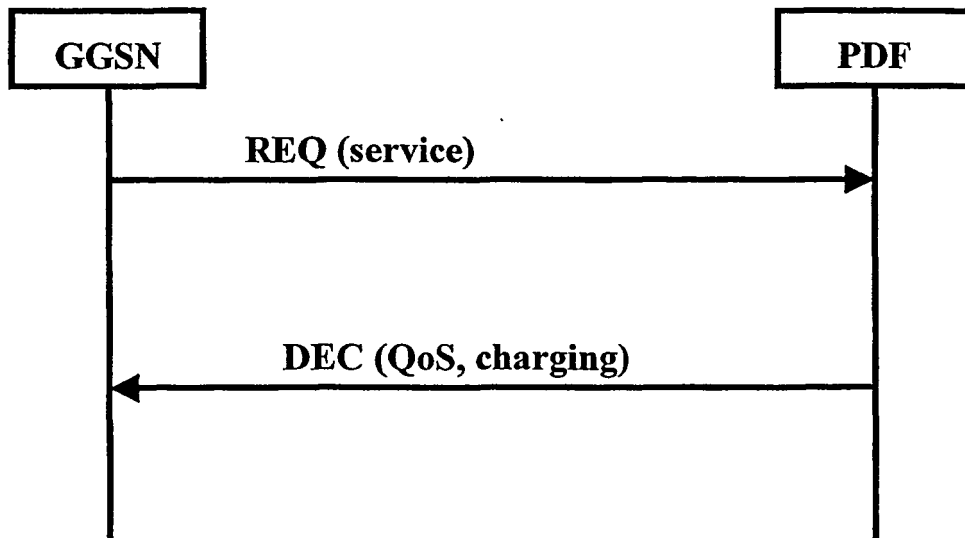 GGSN
PDF
REQ (service)
DEC (QoS, charging)